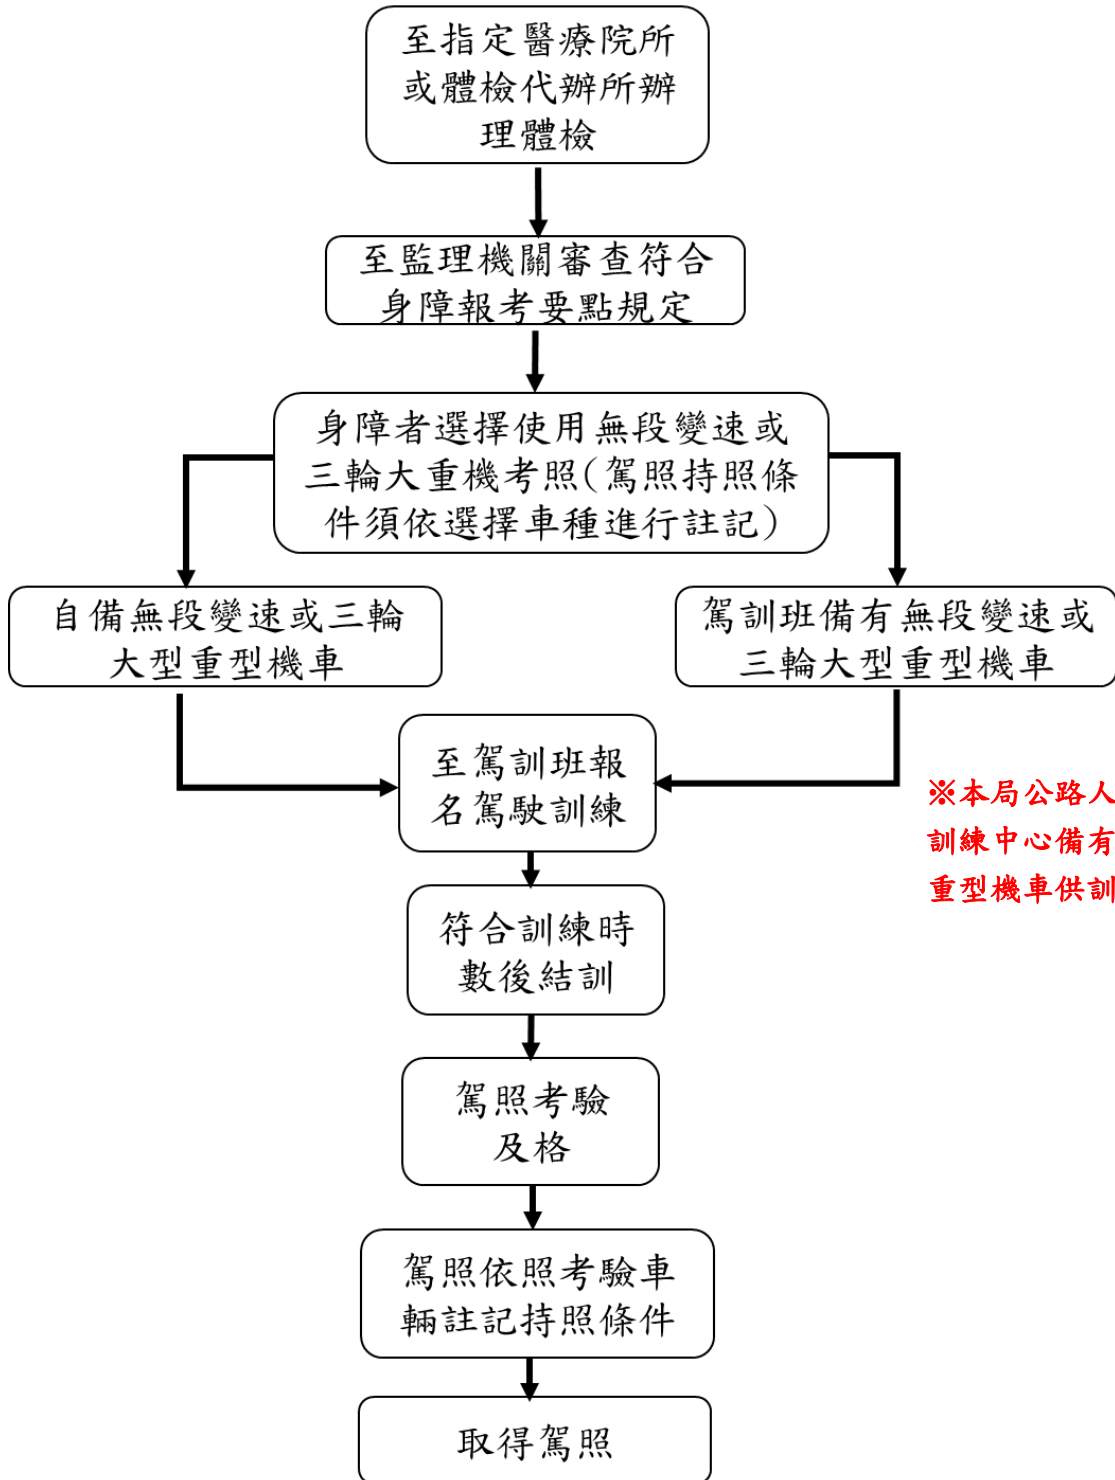 至指定醫療院所
或體檢代辦所辦
理體檢
至監理機關審查符合
身障報考要點規定
身障者選擇使用無段變速或
三輪大重機考照(駕照持照條
件須依選擇車種進行註記)
自備無段變速或三輪
大型重型機車
駕訓班備有無段變速或
三輪大型重型機車
至駕訓班報
名駕駛訓練
※本局公路人
訓練中心備有
重型機車供訓
符合訓練時
數後結訓
駕照考驗
及格
駕照依照考驗車
輛註記持照條件
取得駕照